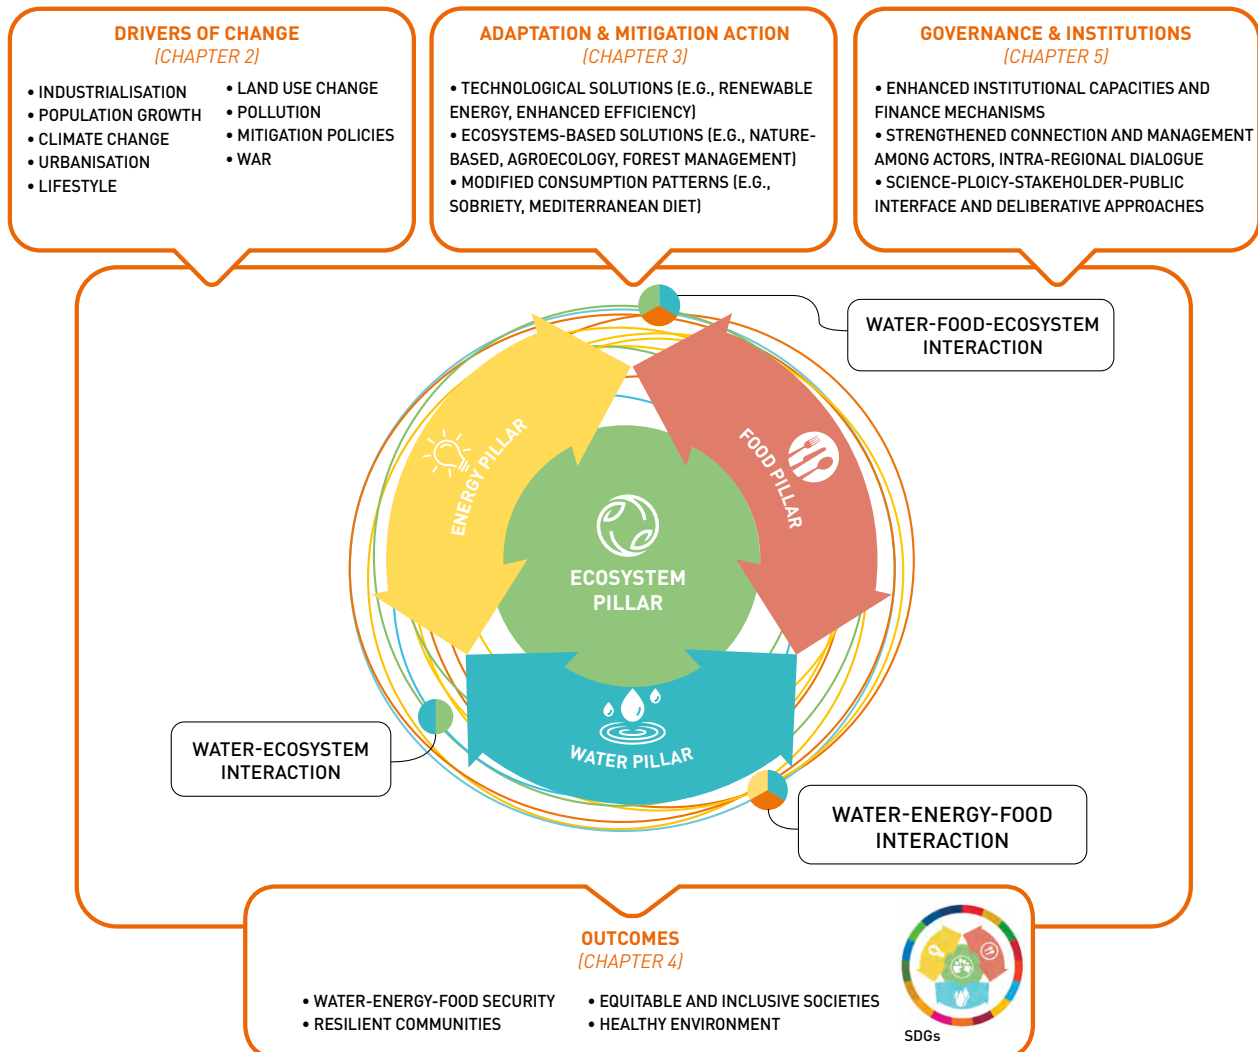 DRIVERS OF CHANGE
(CHAPTER 2)
• INDUSTRIALISATION
• POPULATION GROWTH
• CLIMATE CHANGE
• URBANISATION
• LIFESTYLE
• LAND USE CHANGE
• POLLUTION
• MITIGATION POLICIES
• WAR
ADAPTATION & MITIGATION ACTION
(CHAPTER 3)
• TECHNOLOGICAL SOLUTIONS (E.G., RENEWABLE
ENERGY, ENHANCED EFFICIENCY)
• ECOSYSTEMS-BASED SOLUTIONS (E.G., NATURE-
BASED, AGROECOLOGY, FOREST MANAGEMENT)
• MODIFIED CONSUMPTION PATTERNS (E.G.,
SOBRIETY, MEDITERRANEAN DIET)
GOVERNANCE & INSTITUTIONS
(CHAPTER 5)
• ENHANCED INSTITUTIONAL CAPACITIES AND
FINANCE MECHANISMS
• STRENGTHENED CONNECTION AND MANAGEMENT
AMONG ACTORS, INTRA-REGIONAL DIALOGUE
• SCIENCE-PLOICY-STAKEHOLDER-PUBLIC
INTERFACE AND DELIBERATIVE APPROACHES
WATER-FOOD-ECOSYSTEM
INTERACTION
ENERGY PILLAR
FOOD PILLAR
ECOSYSTEM
PILLAR
WATER PILLAR
WATER-ECOSYSTEM
INTERACTION
WATER-ENERGY-FOOD
INTERACTION
OUTCOMES
(CHAPTER 4)
• WATER-ENERGY-FOOD SECURITY
• RESILIENT COMMUNITIES
• EQUITABLE AND INCLUSIVE SOCIETIES
• HEALTHY ENVIRONMENT
SDGs